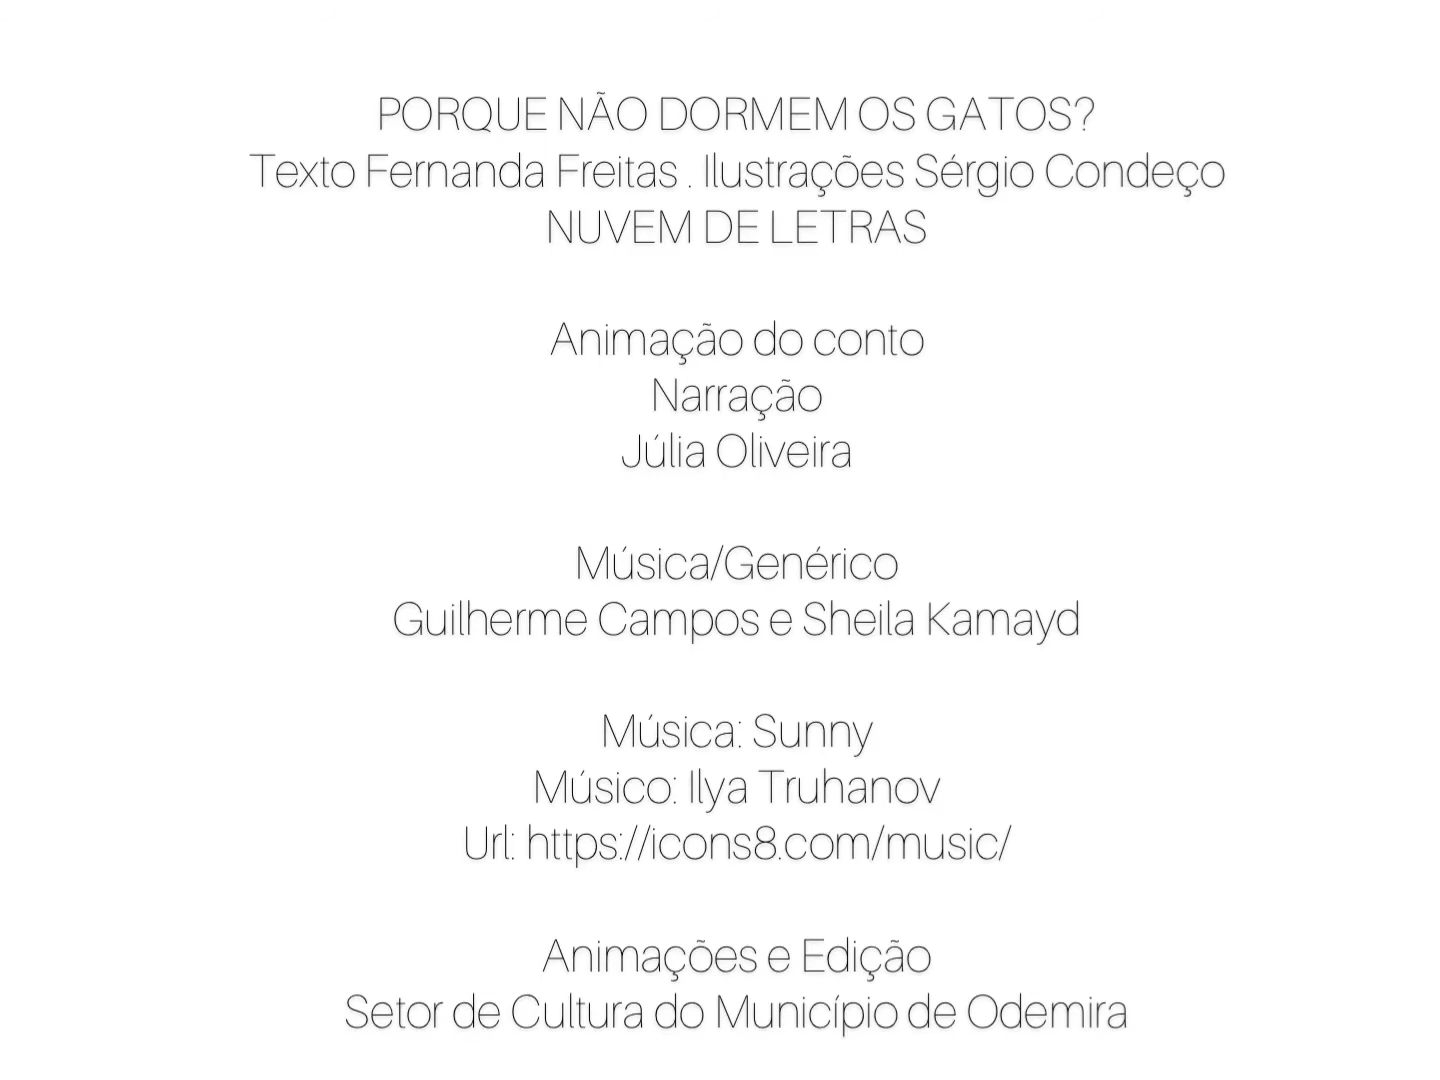 PORQUE NÃO DORMEM OS GATOS?
Texto Fernanda Freitas . Ilustrações Sérgio Condeço
NUVEM DE LETRAS
Animação do conto
Narração
Júlia Oliveira
Música/Genérico
Guilherme Campos e Sheila Kamayd
Música: Sunny
Músico: Ilya Truhanov
Url: https://icons8.com/music/
Animações e Edição
Setor de Cultura do Município de Odemira